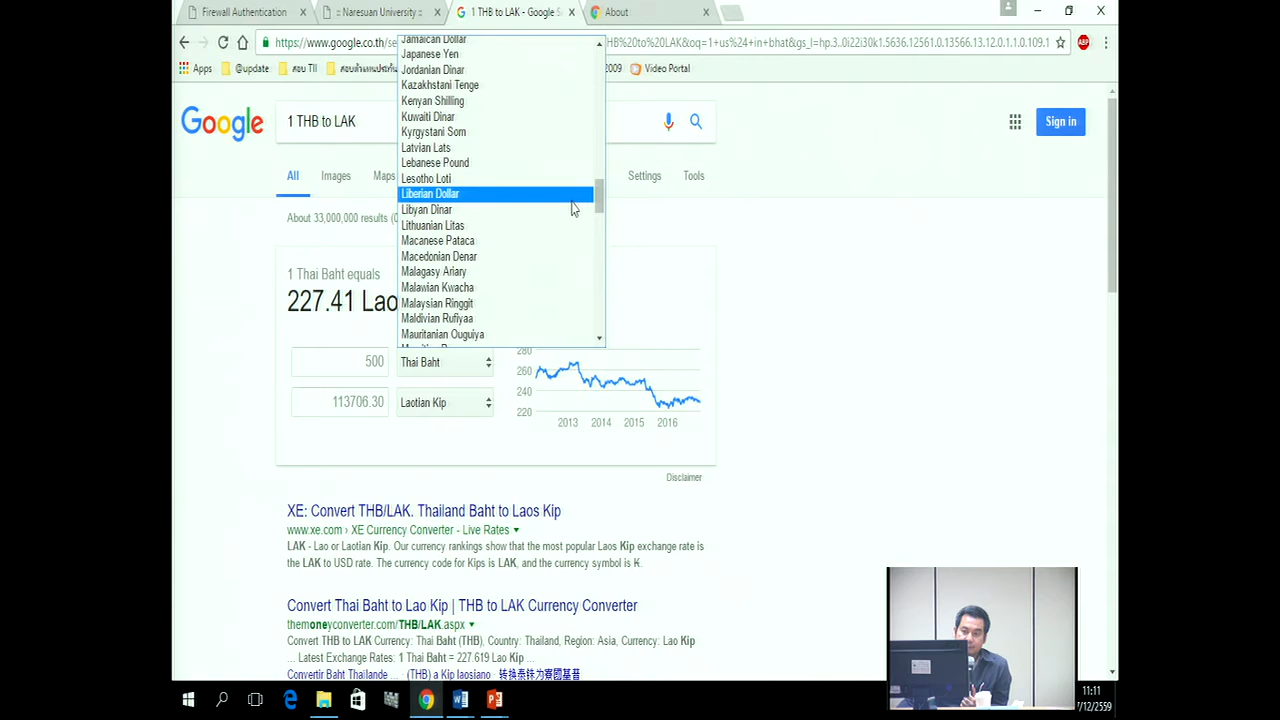 Firewall Authentication
:: Naresuan University ::
1 THB to LAK - Google Se
About
https://www.google.co.th/se
HB%20to%20LAK&oq=1+us%24+in+bhat&gs_l=hp.3..0i22i30k1.5636.12561.0.13566.13.12.0.1.1.0.109.1
ABP
Apps
@update
สอบ TII
2009
Video Portal
Google
1 THB to LAK
Sign in
All
Images
Maps
Settings
Tools
About 33,000,000 results (0
Jamaican Dollar
Japanese Yen
Jordanian Dinar
Kazakhstani Tenge
Kenyan Shilling
Kuwaiti Dinar
Kyrgystani Som
Latvian Lats
Lebanese Pound
Lesotho Loti
Liberian Dollar
Libyan Dinar
Lithuanian Litas
Macanese Pataca
Macedonian Denar
Malagasy Ariary
Malawian Kwacha
Malaysian Ringgit
Maldivian Rufiyaa
Mauritanian Ouguiya
1 Thai Baht equals
227.41 Lao
500
Thai Baht
113706.30
Laotian Kip
280
260
240
220
2013 2014 2015 2016
Disclaimer
XE: Convert THB/LAK. Thailand Baht to Laos Kip
www.xe.com › XE Currency Converter - Live Rates
LAK - Lao or Laotian Kip. Our currency rankings show that the most popular Laos Kip exchange rate is
the LAK to USD rate. The currency code for Kips is LAK, and the currency symbol is ₭.
Convert Thai Baht to Lao Kip | THB to LAK Currency Converter
themoneyconverter.com/THB/LAK.aspx
Convert THB to LAK Currency: Thai Baht (THB), Country: Thailand, Region: Asia, Currency: Lao Kip
... Latest Exchange Rates: 1 Thai Baht = 227.619 Lao Kip ...
Convertir Baht Thaïlande ... · (THB) a Kip laosiano ·
11:11
7/12/2559